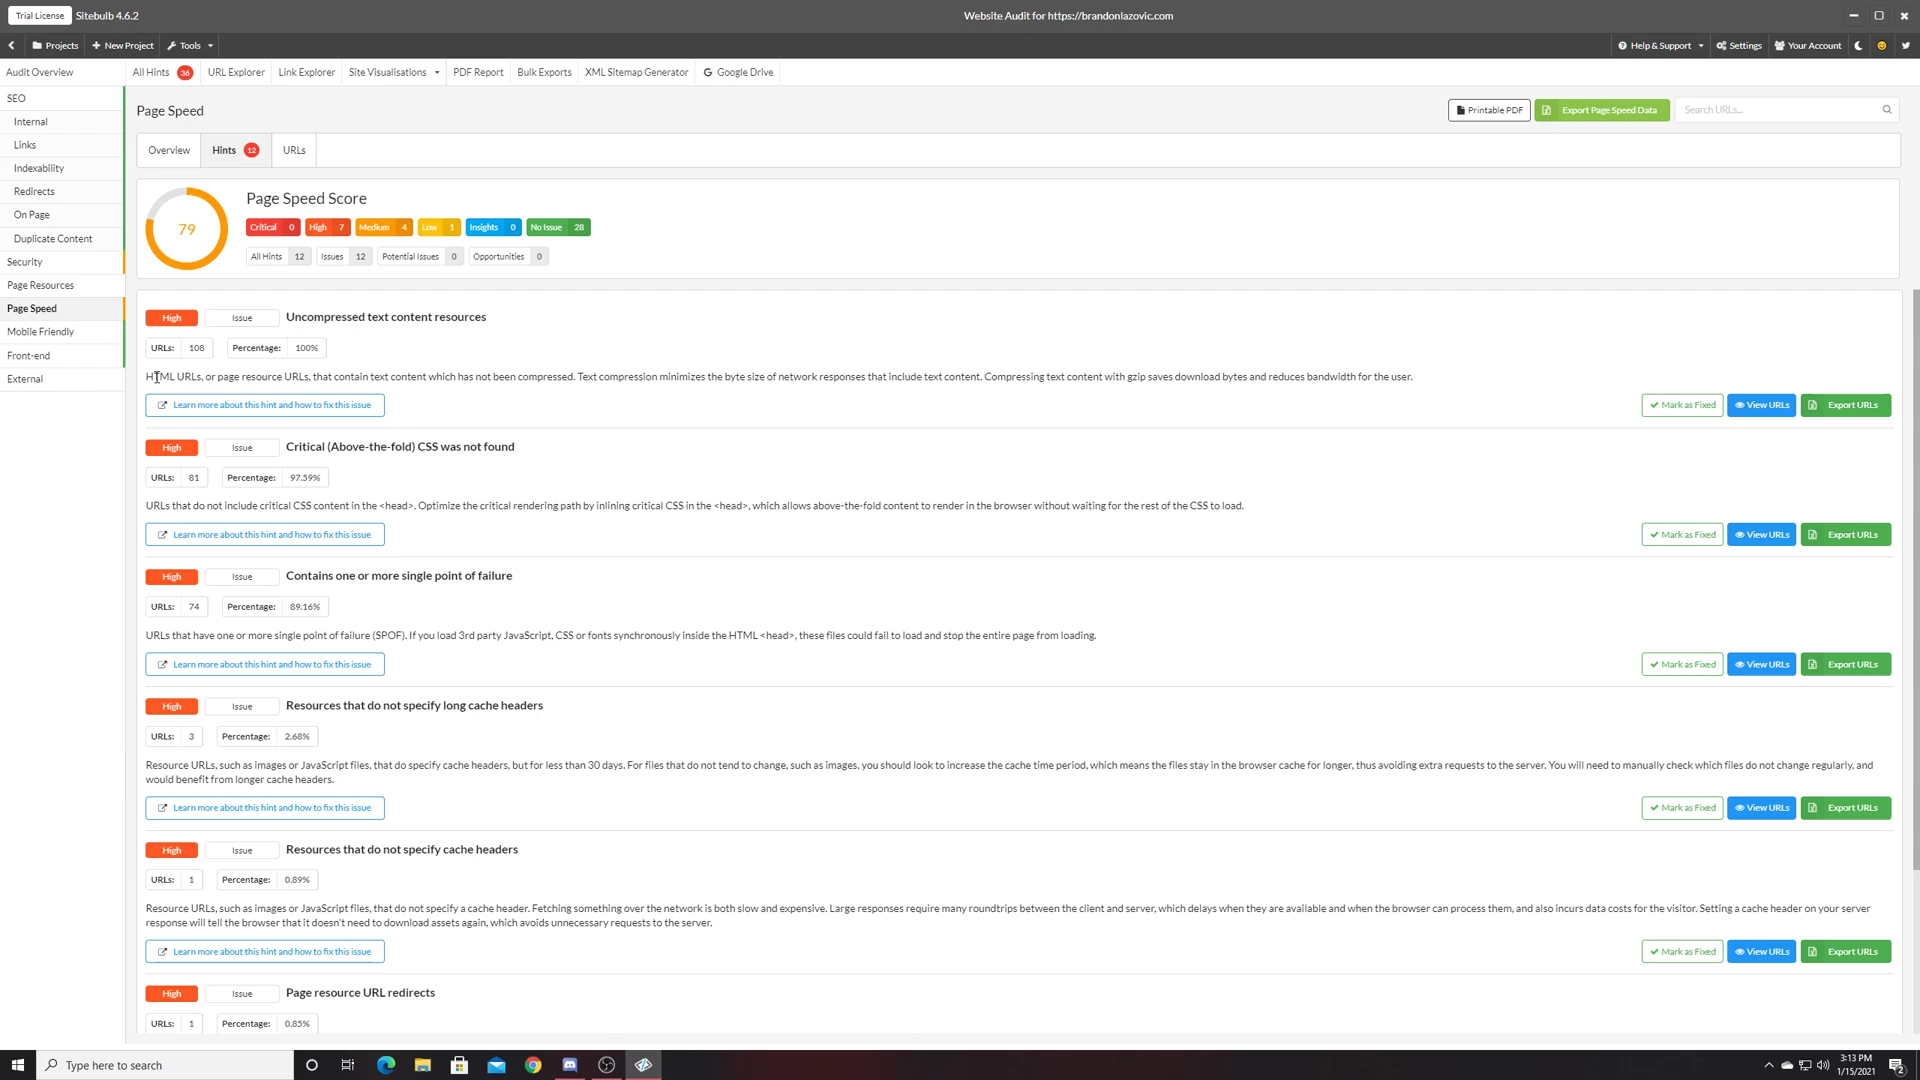 Trial License
Sitebulb 4.6.2
Website Audit for https://brandonlazovic.com
Projects
New Project
Tools
Help & Support
Settings
Your Account
Audit Overview
All Hints 36
URL Explorer
Link Explorer
Site Visualisations
PDF Report
Bulk Exports
XML Sitemap Generator
Google Drive
SEO
Internal
Links
Indexability
Redirects
On Page
Duplicate Content
Security
Page Resources
Page Speed
Mobile Friendly
Front-end
External
Page Speed
Printable PDF
Export Page Speed Data
Search URLs...
Overview
Hints 12
URLs
79
Page Speed Score
Critical 0
High 7
Medium 4
Low 1
Insights 0
No Issue 28
All Hints 12
Issues 12
Potential Issues 0
Opportunities 0
High Issue Uncompressed text content resources
URLs: 108 Percentage: 100%
HTML URLs, or page resource URLs, that contain text content which has not been compressed. Text compression minimizes the byte size of network responses that include text content. Compressing text content with gzip saves download bytes and reduces bandwidth for the user.
Learn more about this hint and how to fix this issue
Mark as Fixed View URLs Export URLs
High Issue Critical (Above-the-fold) CSS was not found
URLs: 81 Percentage: 97.59%
URLs that do not include critical CSS content in the <head>. Optimize the critical rendering path by inlining critical CSS in the <head>, which allows above-the-fold content to render in the browser without waiting for the rest of the CSS to load.
Learn more about this hint and how to fix this issue
Mark as Fixed View URLs Export URLs
High Issue Contains one or more single point of failure
URLs: 74 Percentage: 89.16%
URLs that have one or more single point of failure (SPOF). If you load 3rd party JavaScript, CSS or fonts synchronously inside the HTML <head>, these files could fail to load and stop the entire page from loading.
Learn more about this hint and how to fix this issue
Mark as Fixed View URLs Export URLs
High Issue Resources that do not specify long cache headers
URLs: 3 Percentage: 2.68%
Resource URLs, such as images or JavaScript files, that do specify cache headers, but for less than 30 days. For files that do not tend to change, such as images, you should look to increase the cache time period, which means the files stay in the browser cache for longer, thus avoiding extra requests to the server. You will need to manually check which files do not change regularly, and
would benefit from longer cache headers.
Learn more about this hint and how to fix this issue
Mark as Fixed View URLs Export URLs
High Issue Resources that do not specify cache headers
URLs: 1 Percentage: 0.89%
Resource URLs, such as images or JavaScript files, that do not specify a cache header. Fetching something over the network is both slow and expensive. Large responses require many roundtrips between the client and server, which delays when they are available and when the browser can process them, and also incurs data costs for the visitor. Setting a cache header on your server
response will tell the browser that it doesn't need to download assets again, which avoids unnecessary requests to the server.
Learn more about this hint and how to fix this issue
Mark as Fixed View URLs Export URLs
High Issue Page resource URL redirects
URLs: 1 Percentage: 0.85%
Type here to search
3:13 PM
1/15/2021
2